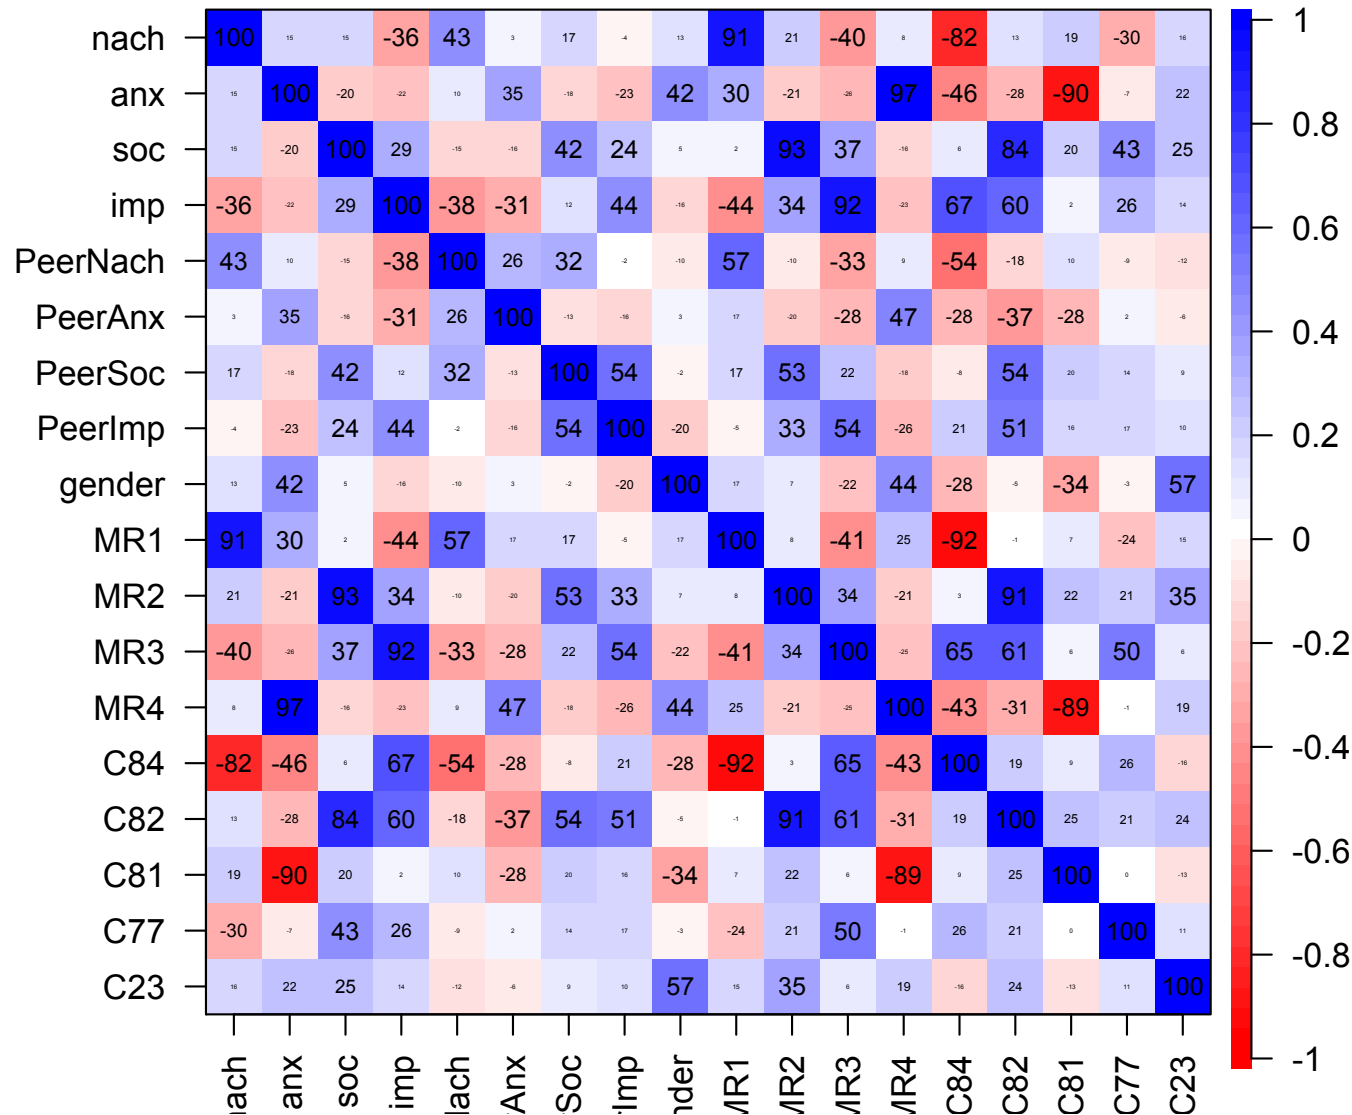 nach 100 15 15 -36 43 3 17 -4 13 91 21 -40 8 -82 13 19 -30 16
anx 15 100 -20 -22 10 35 -18 -23 42 30 -21 -26 97 -46 -28 -90 -7 22
soc 15 -20 100 29 -15 -16 42 24 5 2 93 37 -16 6 84 20 43 25
imp -36 -22 29 100 -38 -31 12 44 -16 -44 34 92 -23 67 60 2 26 14
PeerNach 43 10 -15 -38 100 26 32 -2 -10 57 -10 -33 9 -54 -18 10 -9 -12
PeerAnx 3 35 -16 -31 26 100 -13 -16 3 17 -20 -28 47 -28 -37 -28 2 -6
PeerSoc 17 -18 42 12 32 -13 100 54 -2 17 53 22 -18 -8 54 20 14 9
PeerImp -4 -23 24 44 -2 -16 54 100 -20 -5 33 54 -26 21 51 16 17 10
gender 13 42 5 -16 -10 3 -2 -20 100 17 7 -22 44 -28 -5 -34 -3 57
MR1 91 30 2 -44 57 17 17 -5 17 100 8 -41 25 -92 -1 7 -24 15
MR2 21 -21 93 34 -10 -20 53 33 7 8 100 34 -21 3 91 22 21 35
MR3 -40 -26 37 92 -33 -28 22 54 -22 -41 34 100 -25 65 61 6 50 6
MR4 8 97 -16 -23 9 47 -18 -26 44 25 -21 -25 100 -43 -31 -89 -1 19
C84 -82 -46 6 67 -54 -28 -8 21 -28 -92 3 65 -43 100 19 9 26 -16
C82 13 -28 84 60 -18 -37 54 51 -5 -1 91 61 -31 19 100 25 21 24
C81 19 -90 20 2 10 -28 20 16 -34 7 22 6 -89 9 25 100 0 -13
C77 -30 -7 43 26 -9 2 14 17 -3 -24 21 50 -1 26 21 0 100 11
C23 16 22 25 14 -12 -6 9 10 57 15 35 6 19 -16 24 -13 11 100
nach anx soc imp Nach rAnx rSoc rImp nder MR1 MR2 MR3 MR4 C84 C82 C81 C77 C23
1
0.8
0.6
0.4
0.2
0
-0.2
-0.4
-0.6
-0.8
-1